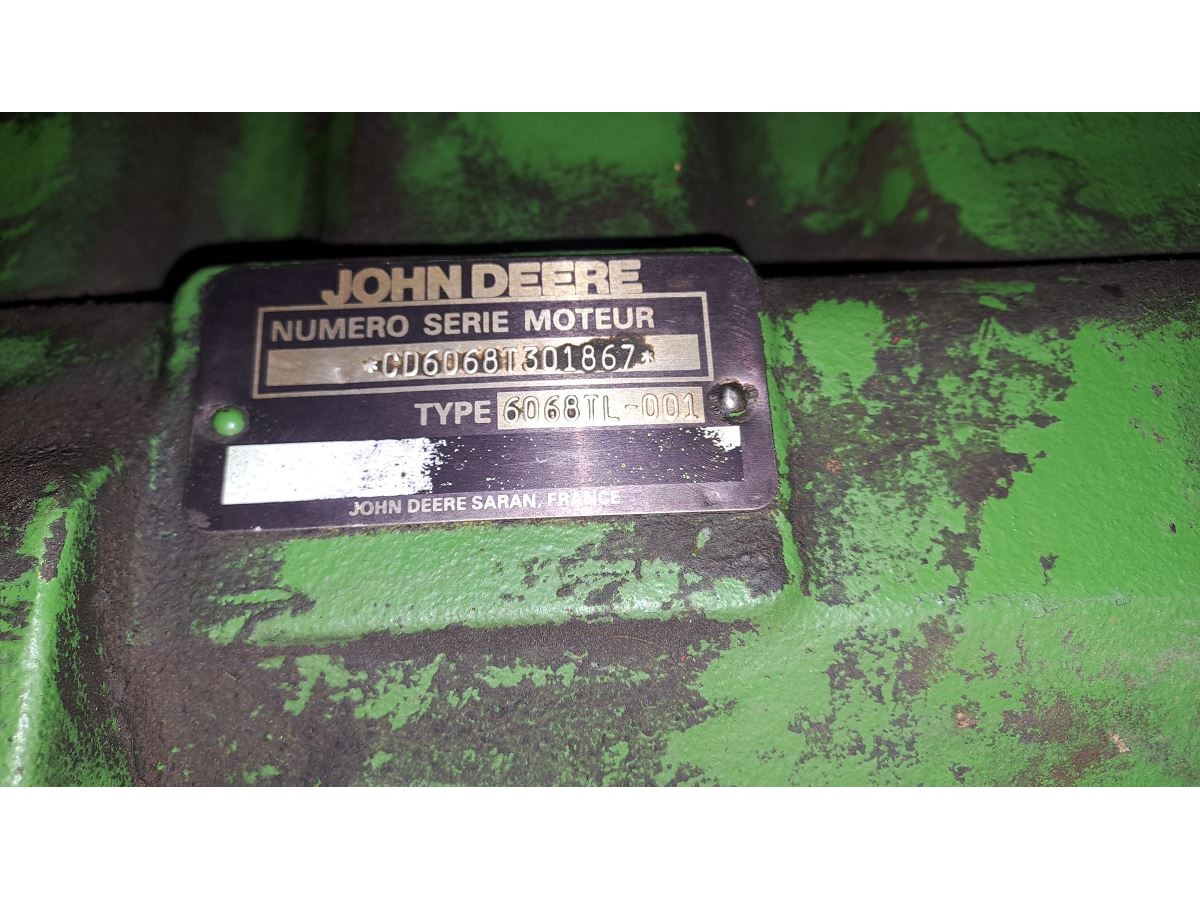 JOHN DEERE
NUMERO SERIE MOTEUR
*CD6068T301867*
TYPE 6068TL-001
JOHN DEERE SARAN, FRANCE